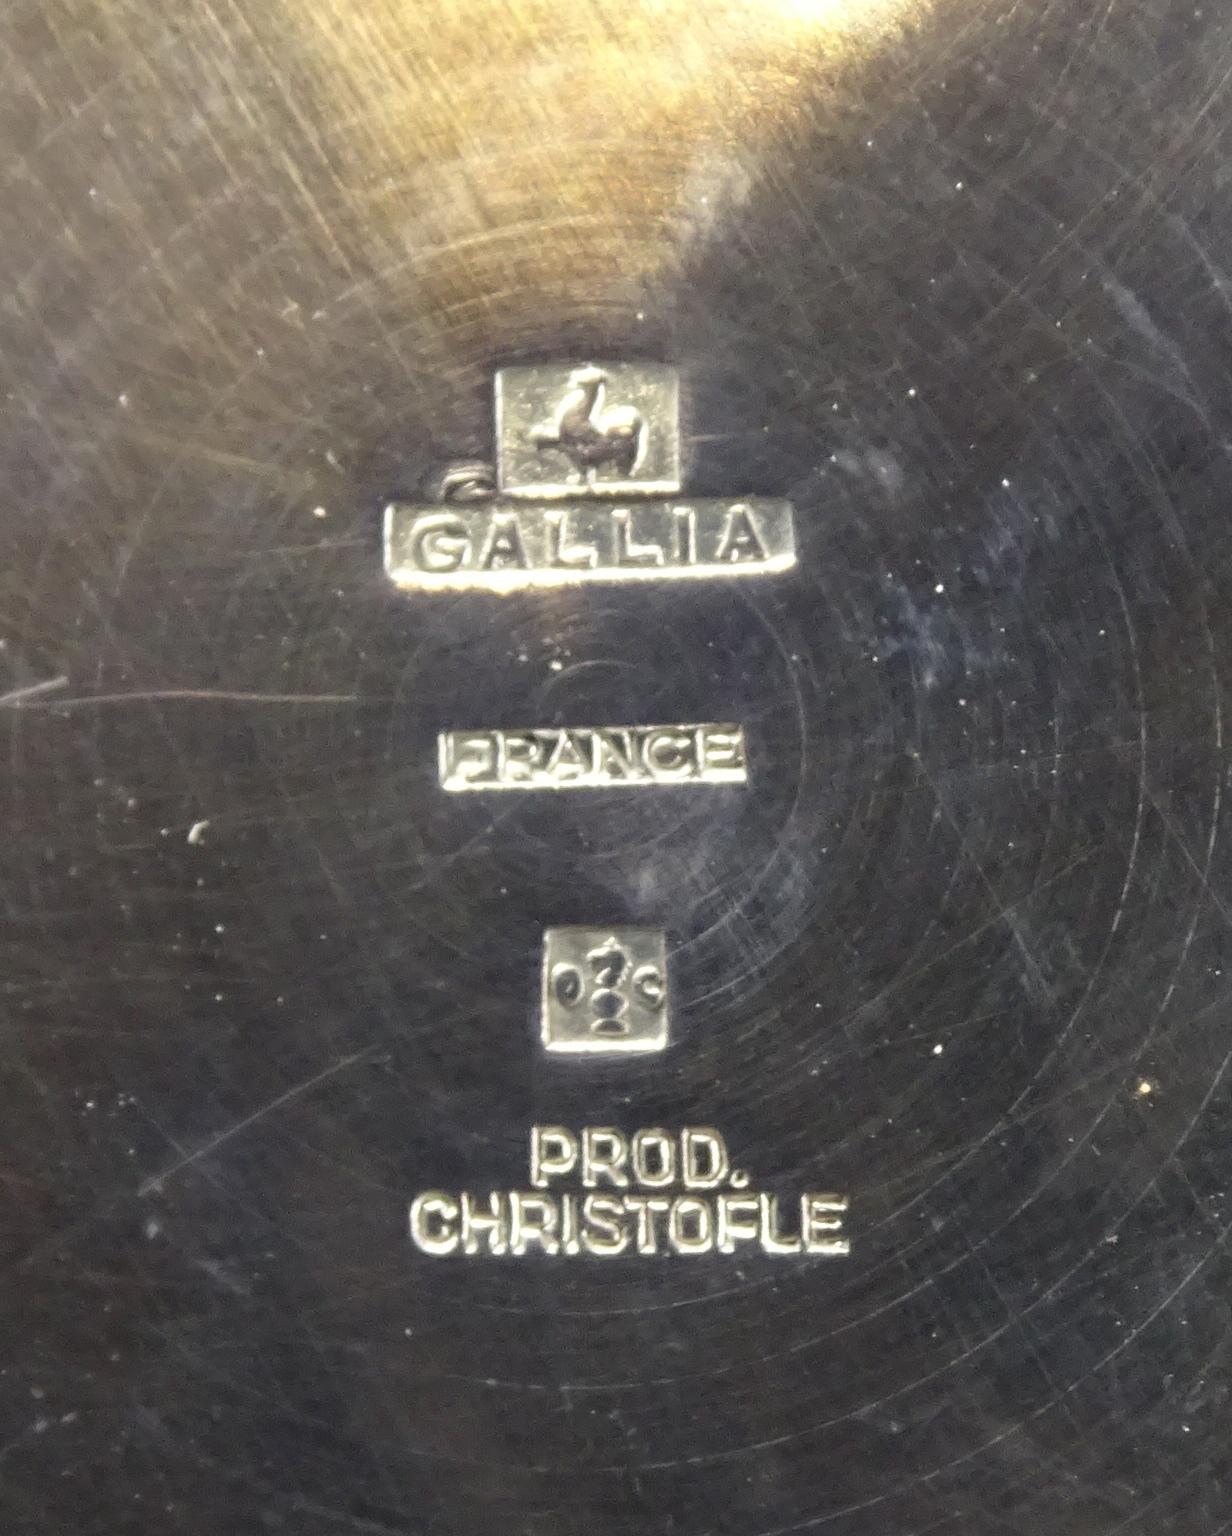 GALLIA
FRANCE
O C
PROD.
CHRISTOFLE